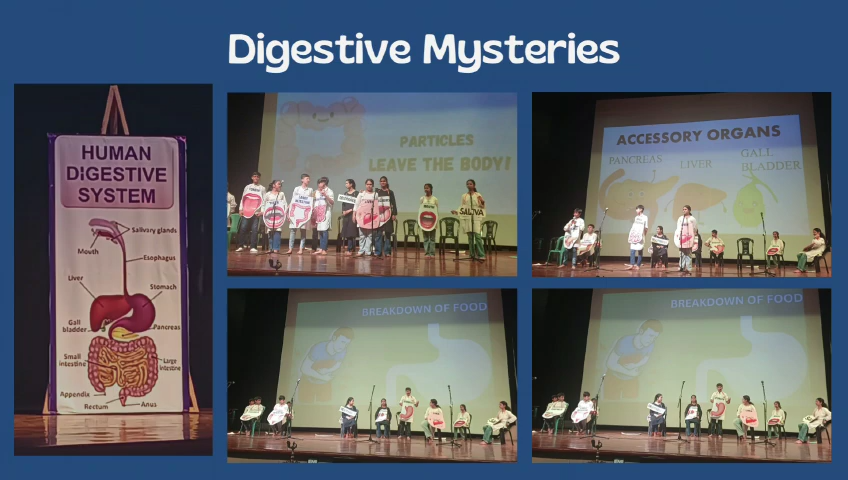 Digestive Mysteries
HUMAN
DIGESTIVE
SYSTEM
Salivary glands
Mouth
Esophagus
Liver
Stomach
Gall
bladder
Pancreas
Small
intestine
Large
intestine
Appendix
Rectum
Anus
PARTICLES
LEAVE THE BODY!
SALIVA
ACCESSORY ORGANS
PANCREAS
LIVER
GALL
BLADDER
BREAKDOWN OF FOOD
BREAKDOWN OF FOOD